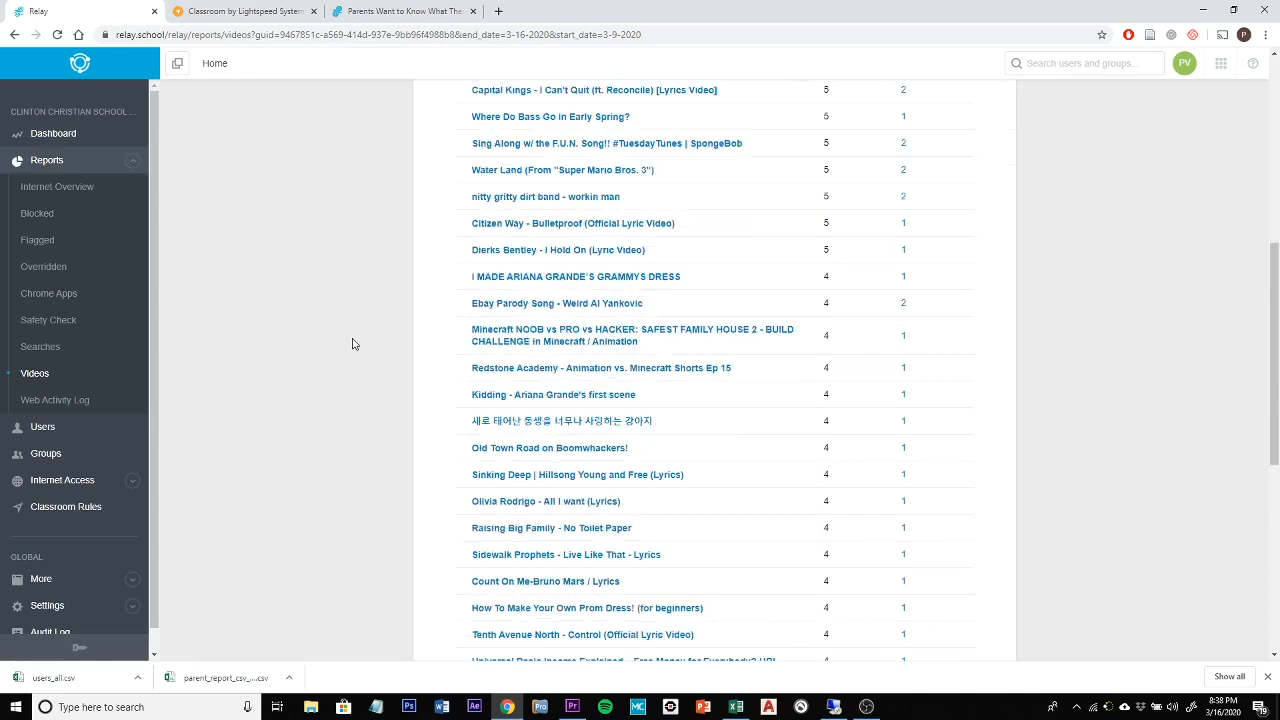 Relay
Classroom by Lightspeed System
Parents Want to Know What The
relay.school/relay/reports/videos?guid=9467851c-a569-414d-937e-9bb96f4988b8&end_date=3-16-2020&start_date=3-9-2020
P
Home
Search users and groups...
PV
CLINTON CHRISTIAN SCHOOL ...
Dashboard
Reports
Internet Overview
Blocked
Flagged
Overridden
Chrome Apps
Safety Check
Searches
Videos
Web Activity Log
Users
Groups
Internet Access
Classroom Rules
GLOBAL
More
Settings
Audit Log
Capital Kings - I Can't Quit (ft. Reconcile) [Lyrics Video] 5 2
Where Do Bass Go in Early Spring? 5 1
Sing Along w/ the F.U.N. Song!! #TuesdayTunes | SpongeBob 5 2
Water Land (From "Super Mario Bros. 3") 5 2
nitty gritty dirt band - workin man 5 2
Citizen Way - Bulletproof (Official Lyric Video) 5 1
Dierks Bentley - I Hold On (Lyric Video) 5 1
I MADE ARIANA GRANDE'S GRAMMYS DRESS 4 1
Ebay Parody Song - Weird Al Yankovic 4 2
Minecraft NOOB vs PRO vs HACKER: SAFEST FAMILY HOUSE 2 - BUILD
CHALLENGE in Minecraft / Animation 4 1
Redstone Academy - Animation vs. Minecraft Shorts Ep 15 4 1
Kidding - Ariana Grande's first scene 4 1
새로 태어난 동생을 너무나 사랑하는 강아지 4 1
Old Town Road on Boomwhackers! 4 1
Sinking Deep | Hillsong Young and Free (Lyrics) 4 1
Olivia Rodrigo - All I want (Lyrics) 4 1
Raising Big Family - No Toilet Paper 4 1
Sidewalk Prophets - Live Like That - Lyrics 4 1
Count On Me-Bruno Mars / Lyrics 4 1
How To Make Your Own Prom Dress! (for beginners) 4 1
Tenth Avenue North - Control (Official Lyric Video) 4 1
Universal Basic Income Explained – Free Money for Everybody? UBI 4 1
users_all.csv
parent_report_csv_....csv
Show all
Type here to search
8:38 PM
3/16/2020